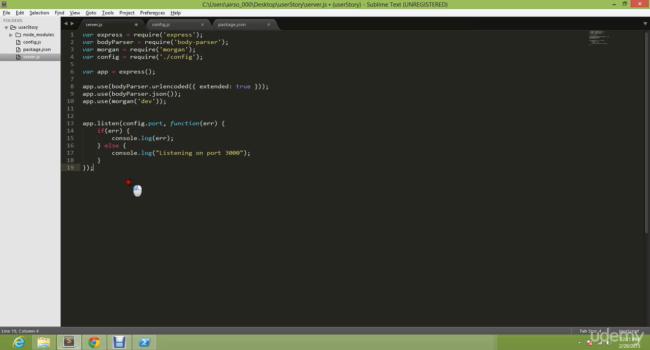 C:\Users\airso_000\Desktop\userStory\server.js • (userStory) - Sublime Text (UNREGISTERED)
File Edit Selection Find View Goto Tools Project Preferences Help
FOLDERS
userStory
node_modules
config.js
package.json
server.js
server.js config.js package.json
1 var express = require('express');
2 var bodyParser = require('body-parser');
3 var morgan = require('morgan');
4 var config = require('./config');
5
6 var app = express();
7
8 app.use(bodyParser.urlencoded({ extended: true }));
9 app.use(bodyParser.json());
10 app.use(morgan('dev'));
11
12
13 app.listen(config.port, function(err) {
14 if(err) {
15 console.log(err);
16 } else {
17 console.log("Listening on port 3000");
18 }
19 });
Line 19, Column 4
Tab Size: 4
JavaScript
udemy